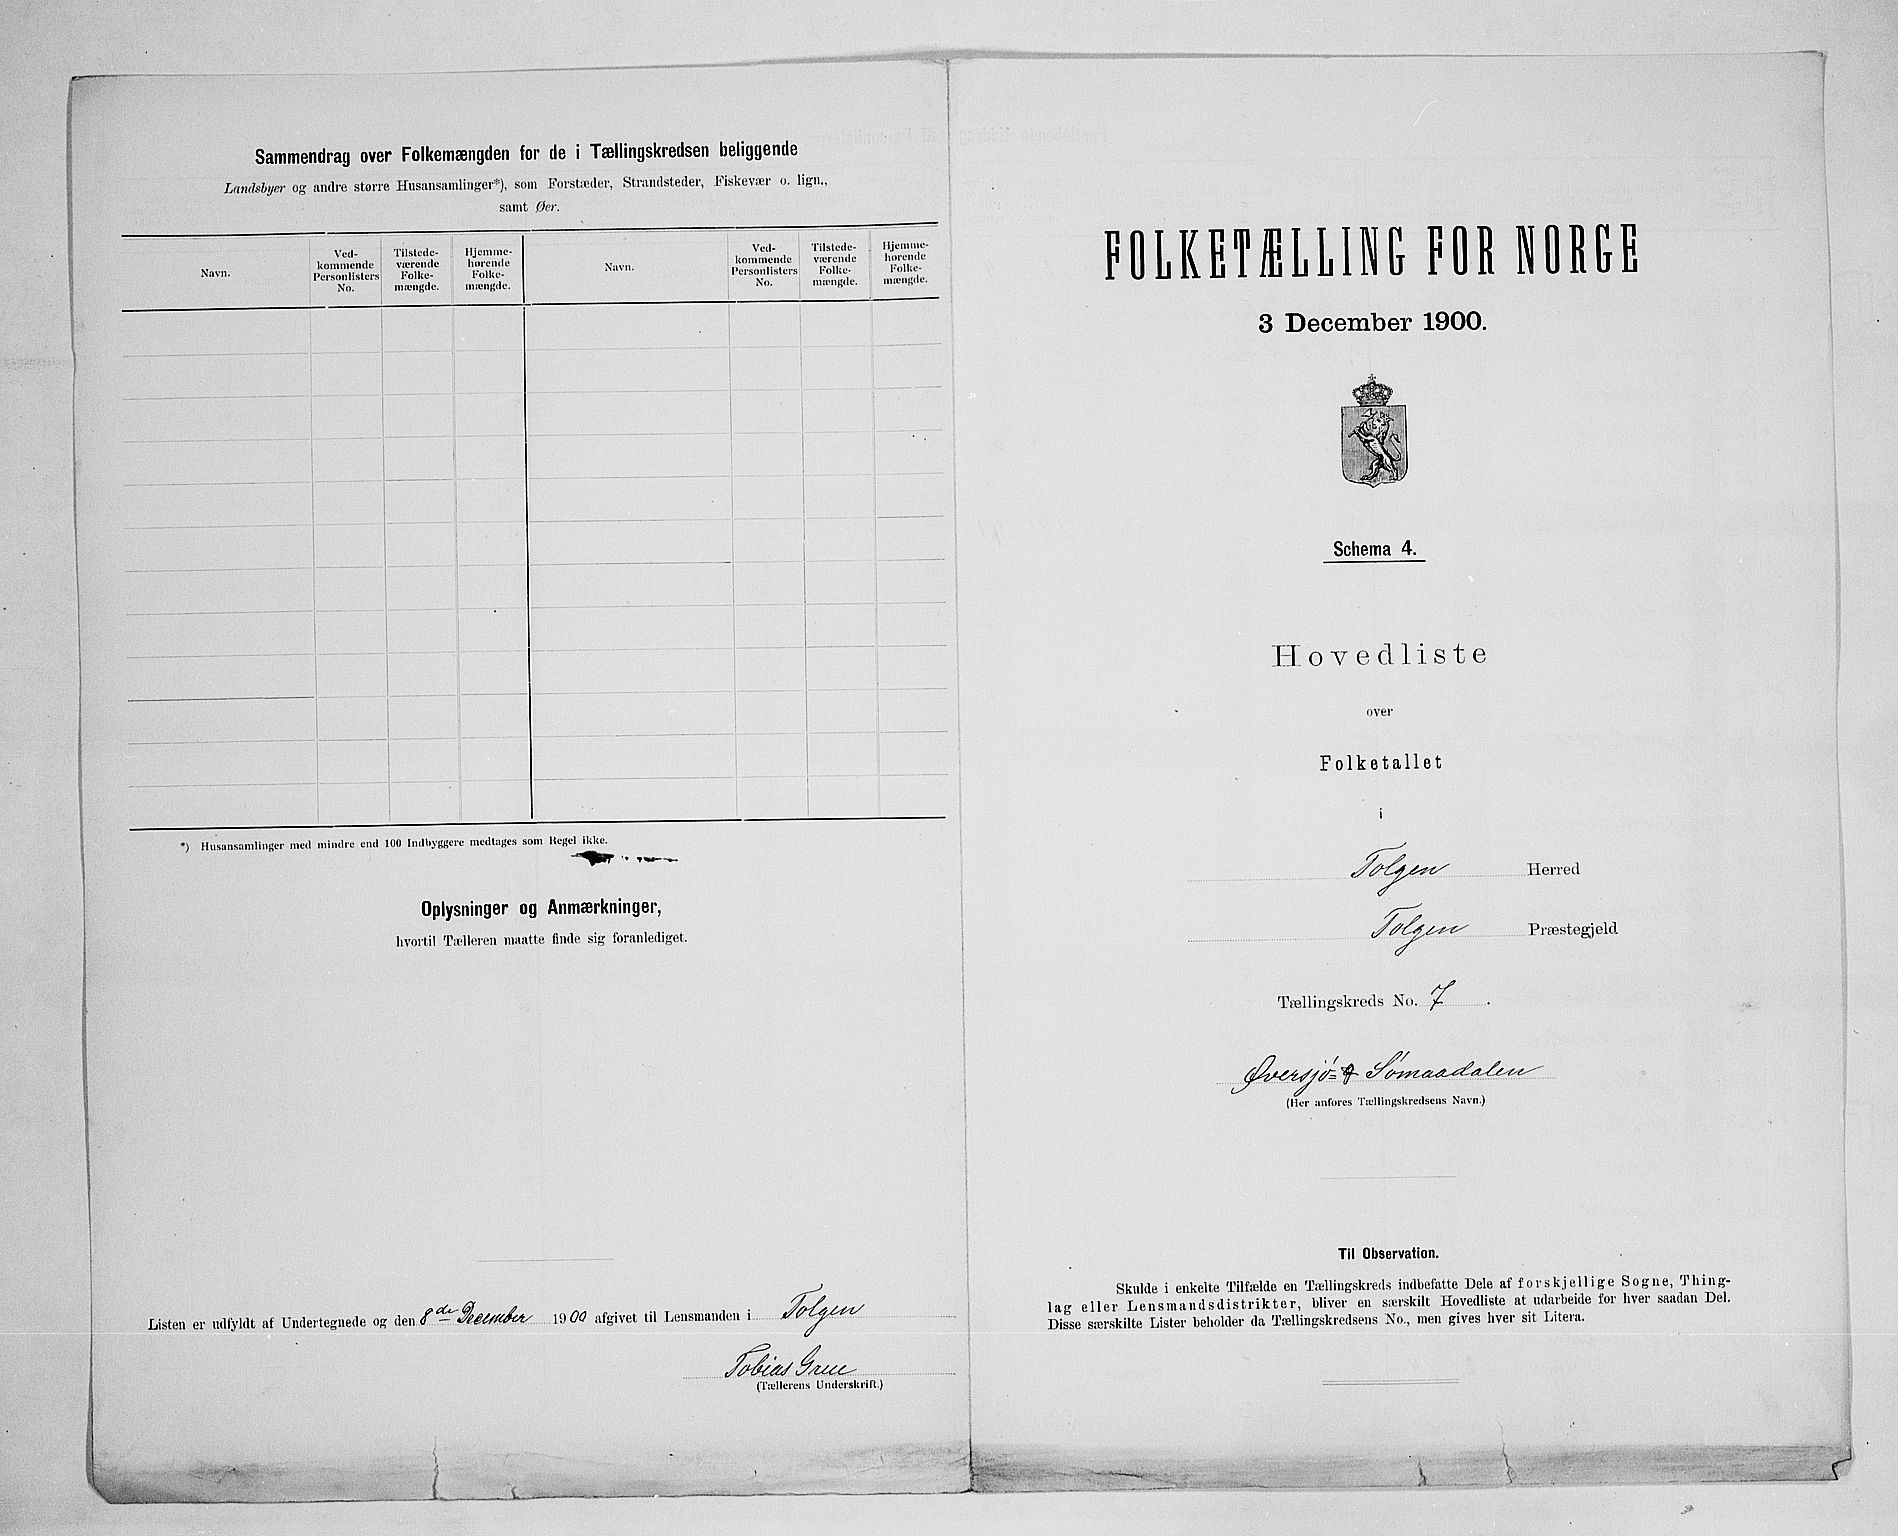 Sammendrag over Folkemængden for de i Tællingskredsen beliggende
Landsbyer og andre større Husansamlinger*), som Forstæder, Strandsteder, Fiskevær o. lign.,
samt Øer.
Navn.
Ved-
kommende
Personlisters
No.
Tilstede-
værende
Folke-
mængde.
Hjemme-
hørende
Folke-
mængde.
Navn.
Ved-
kommende
Personlisters
No.
Tilstede-
værende
Folke-
mængde.
Hjemme-
hørende
Folke-
mængde.
*) Husansamlinger med mindre end 100 Indbyggere medtages som Regel ikke.
Oplysninger og Anmærkninger,
hvortil Tælleren maatte finde sig foranlediget.
Listen er udfyldt af Undertegnede og den 8de December 1900 afgivet til Lensmanden i Tolgen
Tobias Grue
(Tællerens Underskrift.)
FOLKETÆLLING FOR NORGE
3 December 1900.
Schema 4.
Hovedliste
over
Folketallet
i
Tolgen Herred
Tolgen Præstegjeld
Tællingskreds No. 7.
Øversjø- & Sømaadalen
(Her anføres Tællingskredsens Navn.)
Til Observation.
Skulde i enkelte Tilfælde en Tællingskreds indbefatte Dele af forskjellige Sogne, Thing-
lag eller Lensmandsdistrikter, bliver en særskilt Hovedliste at udarbeide for hver saadan Del.
Disse særskilte Lister beholder da Tællingskredsens No., men gives hver sit Litera.